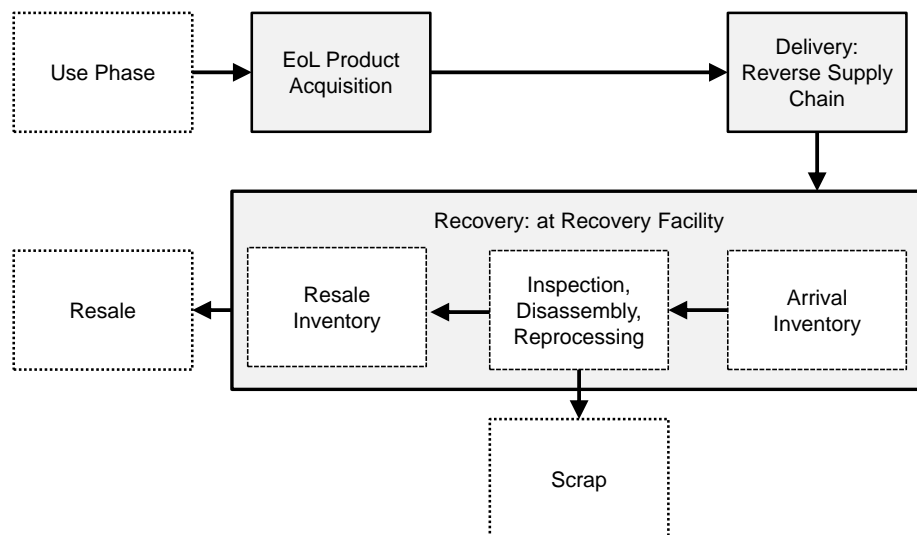 Use Phase
EoL Product
Acquisition
Delivery:
Reverse Supply
Chain
Recovery: at Recovery Facility
Resale
Resale
Inventory
Inspection,
Disassembly,
Reprocessing
Arrival
Inventory
Scrap